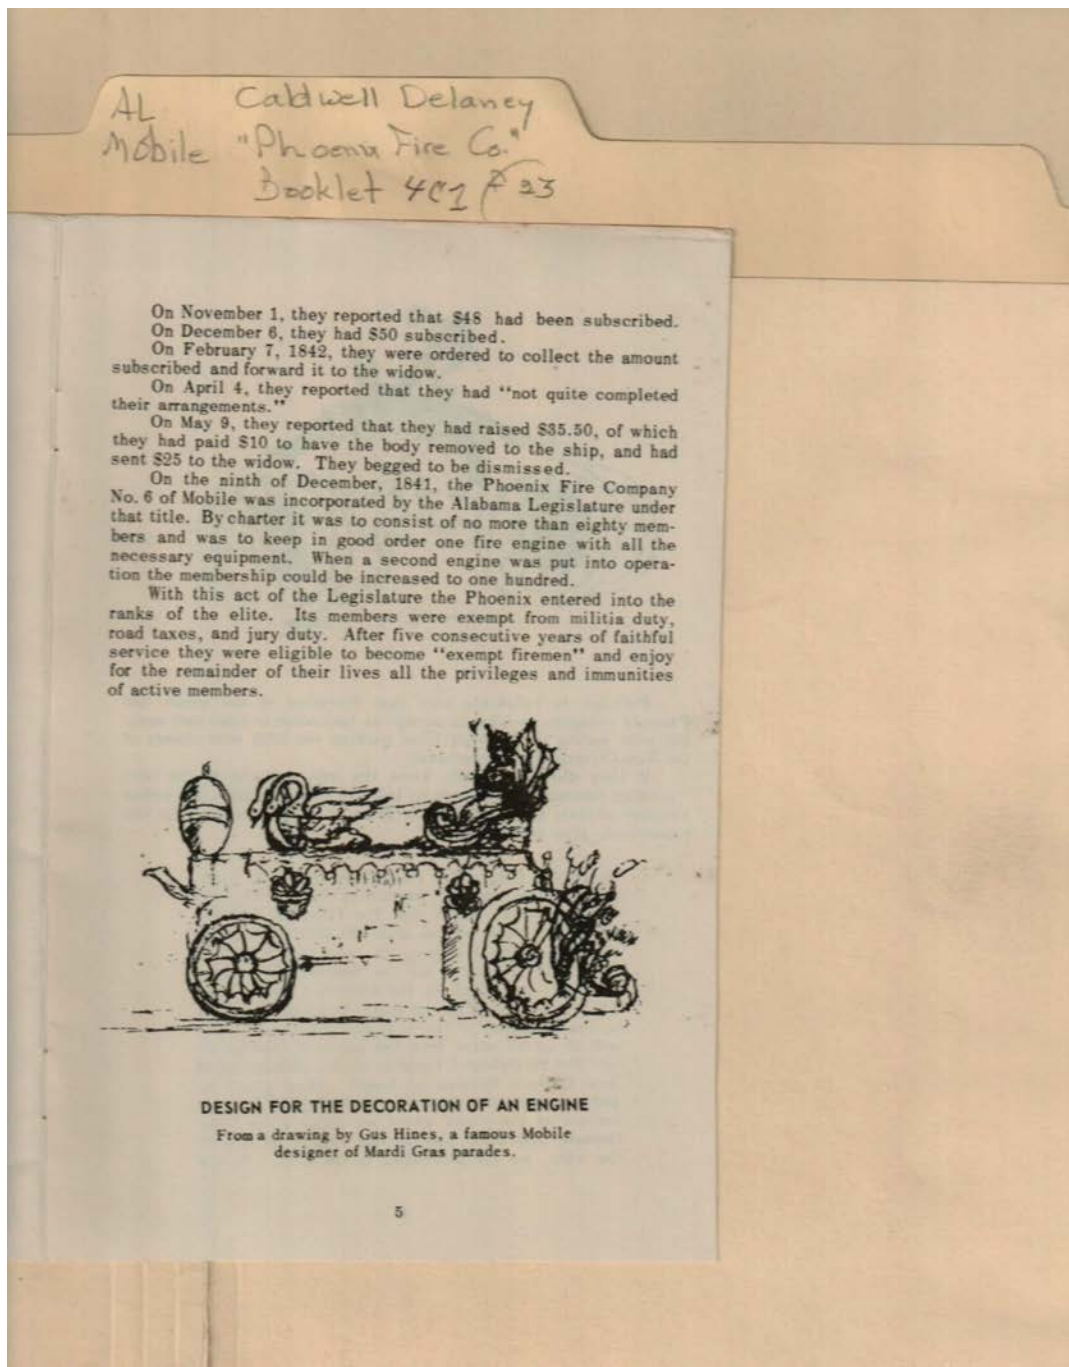 AL Caldwell Delaney
Mobile "Phoenix Fire Co."
Booklet 4C1 F 23
On November 1, they reported that $48 had been subscribed.
On December 6, they had $50 subscribed.
On February 7, 1842, they were ordered to collect the amount
subscribed and forward it to the widow.
On April 4, they reported that they had "not quite completed
their arrangements."
On May 9, they reported that they had raised $35.50, of which
they had paid $10 to have the body removed to the ship, and had
sent $25 to the widow. They begged to be dismissed.
On the ninth of December, 1841, the Phoenix Fire Company
No. 6 of Mobile was incorporated by the Alabama Legislature under
that title. By charter it was to consist of no more than eighty mem-
bers and was to keep in good order one fire engine with all the
necessary equipment. When a second engine was put into opera-
tion the membership could be increased to one hundred.
With this act of the Legislature the Phoenix entered into the
ranks of the elite. Its members were exempt from militia duty,
road taxes, and jury duty. After five consecutive years of faithful
service they were eligible to become "exempt firemen" and enjoy
for the remainder of their lives all the privileges and immunities
of active members.
DESIGN FOR THE DECORATION OF AN ENGINE
From a drawing by Gus Hines, a famous Mobile
designer of Mardi Gras parades.
5